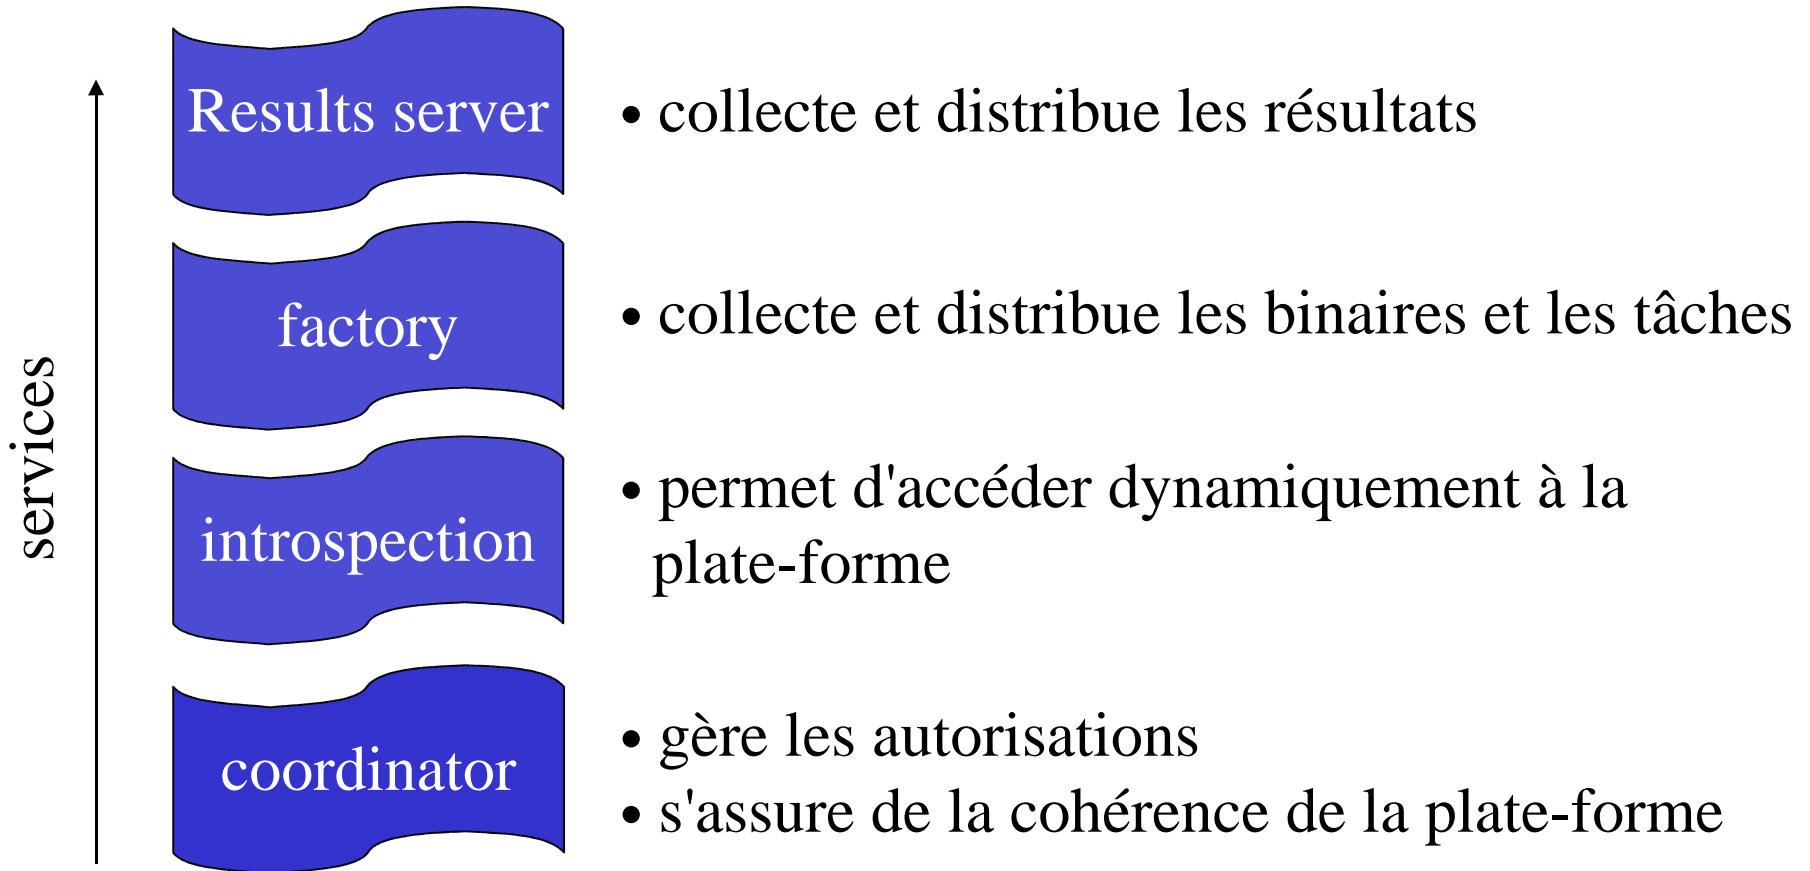 services
Results server
• collecte et distribue les résultats
factory
• collecte et distribue les binaires et les tâches
introspection
• permet d'accéder dynamiquement à la
plate-forme
coordinator
• gère les autorisations
• s'assure de la cohérence de la plate-forme